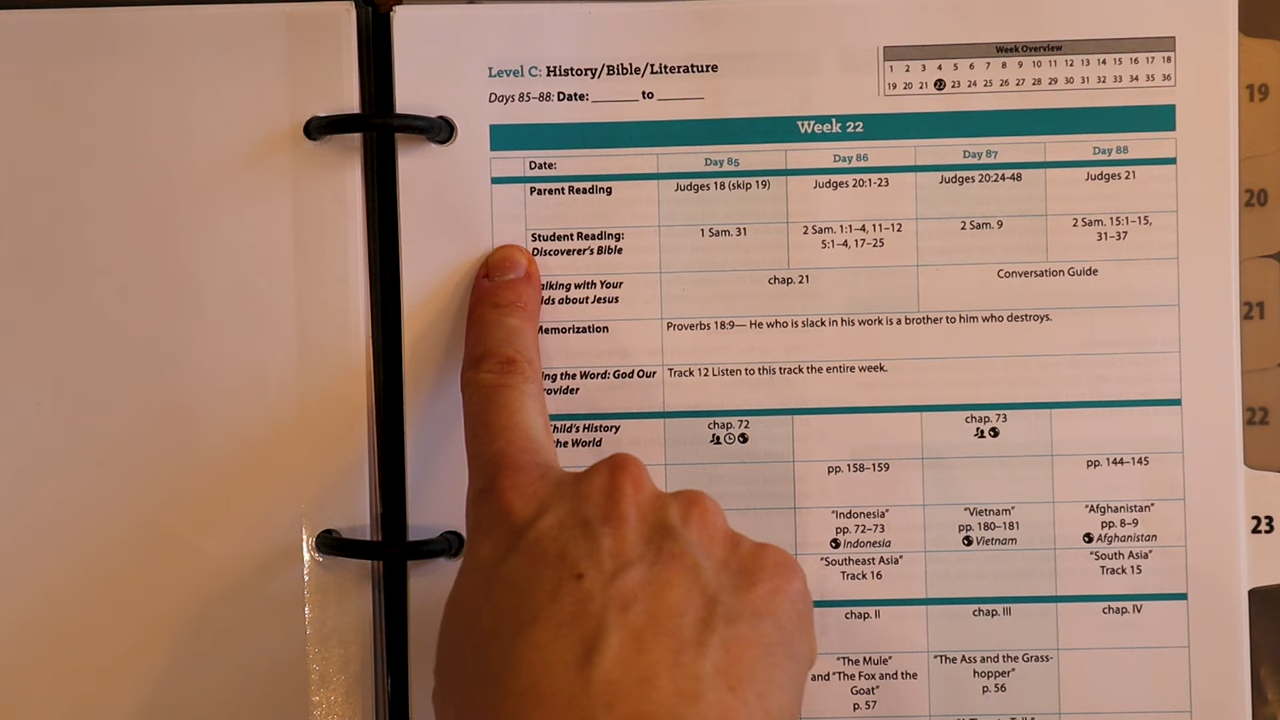 Week Overview
1 2 3 4 5 6 7 8 9 10 11 12 13 14 15 16 17 18
19 20 21 22 23 24 25 26 27 28 29 30 31 32 33 34 35 36
Level C: History/Bible/Literature
Days 85–88: Date: ______ to ______
Week 22
Date: Day 85 Day 86 Day 87 Day 88
Parent Reading Judges 18 (skip 19) Judges 20:1-23 Judges 20:24-48 Judges 21
Student Reading: 1 Sam. 31 2 Sam. 1:1–4, 11–12 2 Sam. 9 2 Sam. 15:1–15,
Discoverer's Bible 5:1–4, 17–25 31–37
alking with Your chap. 21 Conversation Guide
ids about Jesus
Memorization Proverbs 18:9— He who is slack in his work is a brother to him who destroys.
ing the Word: God Our Track 12 Listen to this track the entire week.
rovider
Child's History chap. 72 chap. 73
the World
pp. 158–159 pp. 144–145
"Indonesia" "Vietnam" "Afghanistan"
pp. 72–73 pp. 180–181 pp. 8–9
Indonesia Vietnam Afghanistan
"Southeast Asia" "South Asia"
Track 16 Track 15
chap. II chap. III chap. IV
"The Mule" "The Ass and the Grass-
and "The Fox and the hopper"
Goat" p. 56
p. 57
19
20
21
22
23